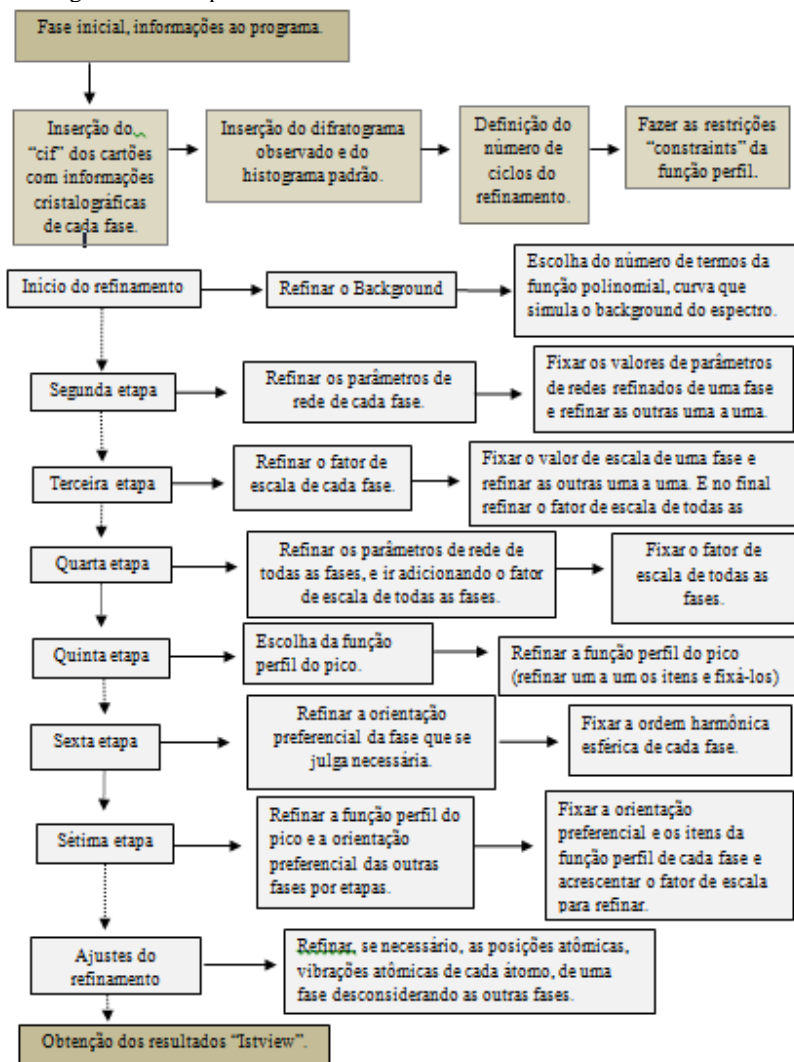 Fase inicial, informações ao programa.
Inserção do
“cif” dos cartões
com informações
cristalográficas
de cada fase.
Inserção do difratograma
observado e do
histograma padrão.
Definição do
número de
ciclos do
refinamento.
Fazer as restrições
“constraints” da
função perfil.
Início do refinamento
Refinar o Background
Escolha do número de termos da
função polinomial, curva que
simula o background do espectro.
Segunda etapa
Refinar os parâmetros de
rede de cada fase.
Fixar os valores de parâmetros
de redes refinados de uma fase
e refinar as outras uma a uma.
Terceira etapa
Refinar o fator de
escala de cada fase.
Fixar o valor de escala de uma fase e
refinar as outras uma a uma. E no final
refinar o fator de escala de todas as
Quarta etapa
Refinar os parâmetros de rede de
todas as fases, e ir adicionando o fator
de escala de todas as fases.
Fixar o fator de
escala de todas as
fases.
Quinta etapa
Escolha da função
perfil do pico.
Refinar a função perfil do pico
(refinar um a um os itens e fixá-los)
Sexta etapa
Refinar a orientação
preferencial da fase que se
julga necessária.
Fixar a ordem harmônica
esférica de cada fase.
Sétima etapa
Refinar a função perfil do
pico e a orientação
preferencial das outras
fases por etapas.
Fixar a orientação
preferencial e os itens da
função perfil de cada fase e
acrescentar o fator de escala
para refinar.
Ajustes do
refinamento
Refinar, se necessário, as posições atômicas,
vibrações atômicas de cada átomo, de uma
fase desconsiderando as outras fases.
Obtenção dos resultados “Istview”.